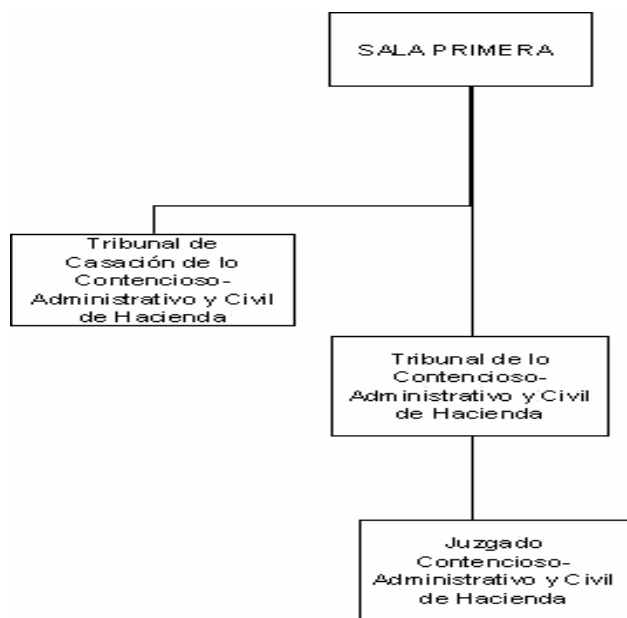 SALA PRIMERA
Tribunal de
Casación de lo
Contencioso-
Administrativo y Civil
de Hacienda
Tribunal de lo
Contencioso-
Administrativo y Civil
de Hacienda
Juzgado
Contencioso-
Administrativo y Civil
de Hacienda